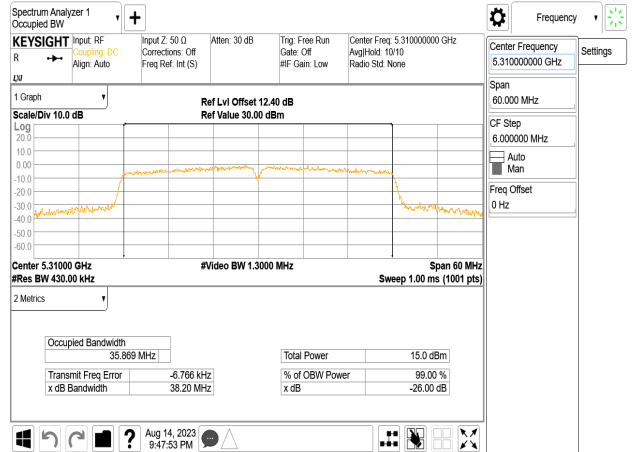 Spectrum Analyzer 1
Occupied BW
Frequency
KEYSIGHT
R
LXI
Input: RF
Coupling: DC
Align: Auto
Input Z: 50 Ω
Corrections: Off
Freq Ref: Int (S)
Atten: 30 dB
Trig: Free Run
Gate: Off
#IF Gain: Low
Center Freq: 5.310000000 GHz
Avg|Hold: 10/10
Radio Std: None
Center Frequency
5.310000000 GHz
Settings
Span
60.000 MHz
CF Step
6.000000 MHz
Auto
Man
Freq Offset
0 Hz
1 Graph
Scale/Div 10.0 dB
Ref Lvl Offset 12.40 dB
Ref Value 30.00 dBm
Log
20.0
10.0
0.00
-10.0
-20.0
-30.0
-40.0
-50.0
-60.0
Center 5.31000 GHz
#Video BW 1.3000 MHz
Span 60 MHz
#Res BW 430.00 kHz
Sweep 1.00 ms (1001 pts)
2 Metrics
Occupied Bandwidth
35.869 MHz
Total Power 15.0 dBm
Transmit Freq Error -6.766 kHz
% of OBW Power 99.00 %
x dB Bandwidth 38.20 MHz
x dB -26.00 dB
?
Aug 14, 2023
9:47:53 PM